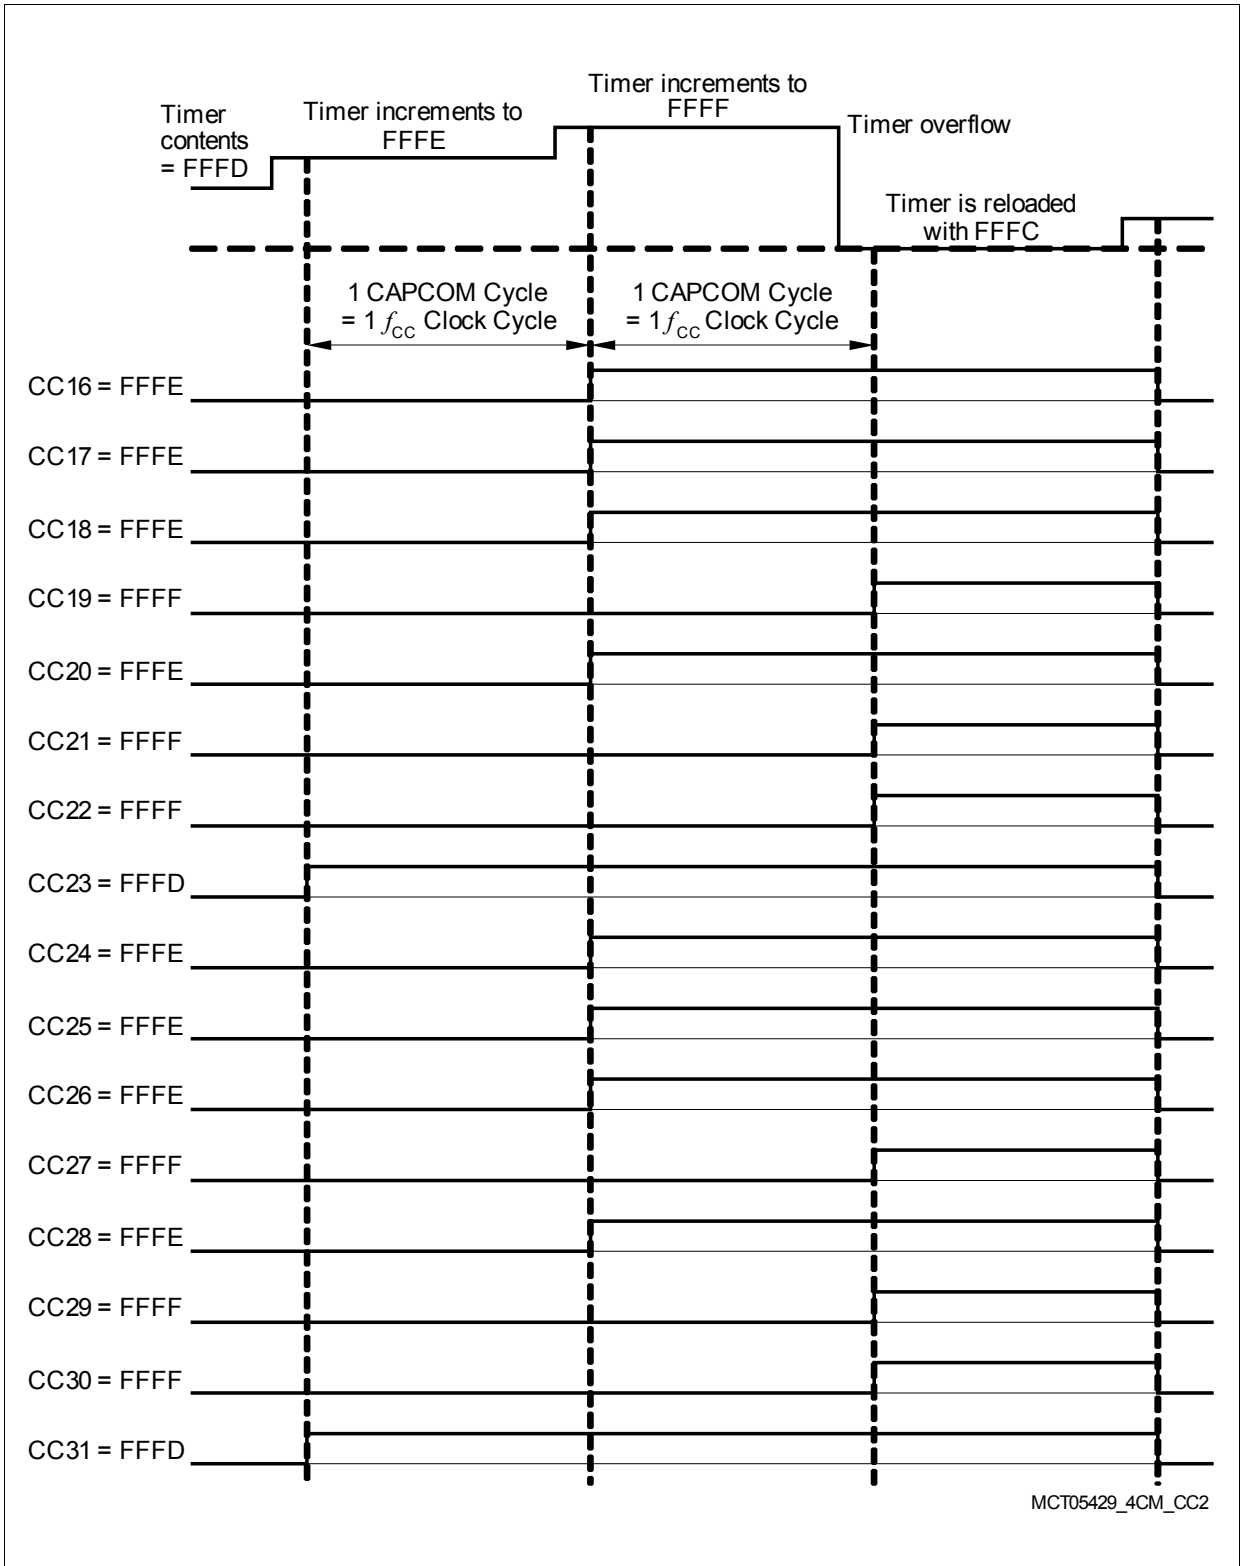 Timer increments to
FFFF
Timer
contents
= FFFD
Timer increments to
FFFE
Timer overflow
Timer is reloaded
with FFFC
1 CAPCOM Cycle
= 1 fCC Clock Cycle
1 CAPCOM Cycle
= 1 fCC Clock Cycle
CC16 = FFFE
CC17 = FFFE
CC18 = FFFE
CC19 = FFFF
CC20 = FFFE
CC21 = FFFF
CC22 = FFFF
CC23 = FFFD
CC24 = FFFE
CC25 = FFFE
CC26 = FFFE
CC27 = FFFF
CC28 = FFFE
CC29 = FFFF
CC30 = FFFF
CC31 = FFFD
MCT05429_4CM_CC2